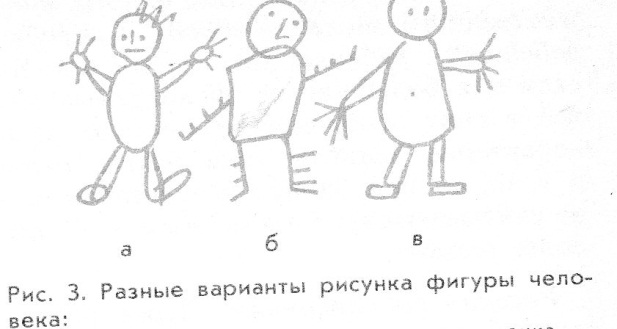 а б в
Рис. 3. Разные варианты рисунка фигуры чело-
века: